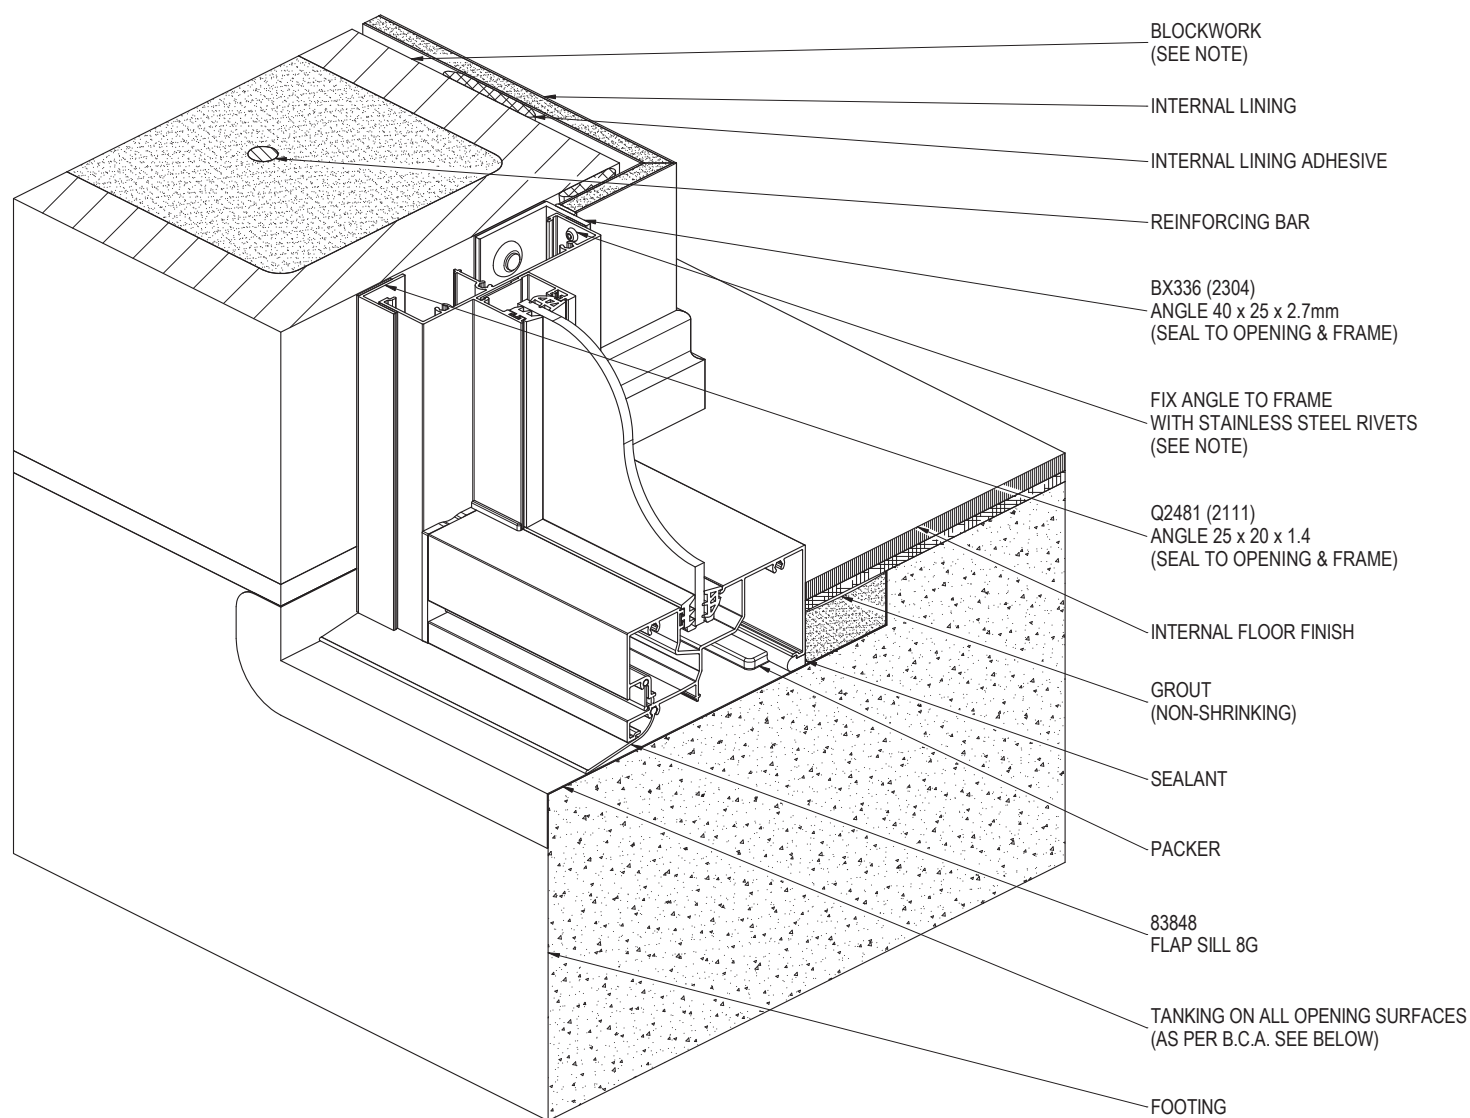 BLOCKWORK
(SEE NOTE)
INTERNAL LINING
INTERNAL LINING ADHESIVE
REINFORCING BAR
BX336 (2304)
ANGLE 40 x 25 x 2.7mm
(SEAL TO OPENING & FRAME)
FIX ANGLE TO FRAME
WITH STAINLESS STEEL RIVETS
(SEE NOTE)
Q2481 (2111)
ANGLE 25 x 20 x 1.4
(SEAL TO OPENING & FRAME)
INTERNAL FLOOR FINISH
GROUT
(NON-SHRINKING)
SEALANT
PACKER
83848
FLAP SILL 8G
TANKING ON ALL OPENING SURFACES
(AS PER B.C.A. SEE BELOW)
FOOTING